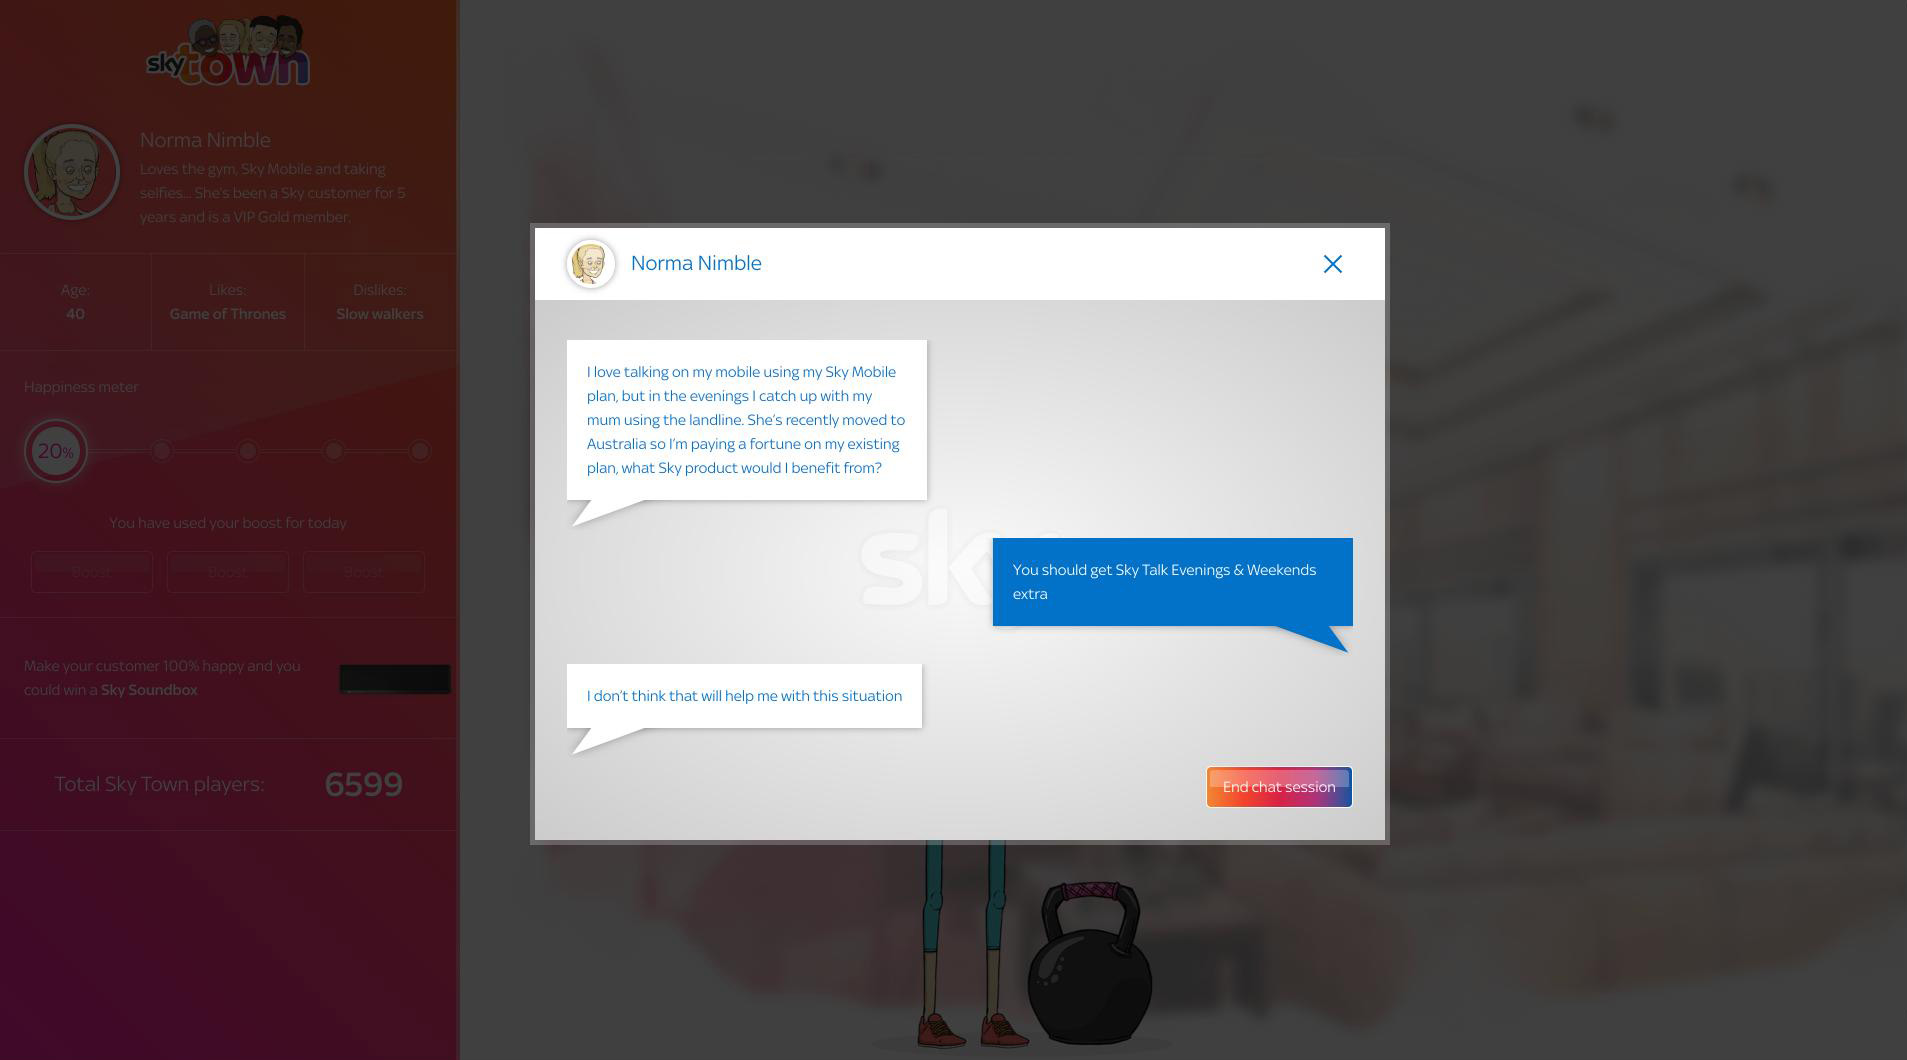 sky town
Norma Nimble
Loves the gym, Sky Mobile and taking
selfies... She's been a Sky customer for 5
years and is a VIP Gold member.
Age:
40
Likes:
Game of Thrones
Dislikes:
Slow walkers
Happiness meter
20%
You have used your boost for today
Boost
Boost
Boost
Make your customer 100% happy and you
could win a Sky Soundbox
Total Sky Town players:
6599
Norma Nimble
I love talking on my mobile using my Sky Mobile
plan, but in the evenings I catch up with my
mum using the landline. She's recently moved to
Australia so I'm paying a fortune on my existing
plan, what Sky product would I benefit from?
sky
You should get Sky Talk Evenings & Weekends
extra
I don't think that will help me with this situation
End chat session